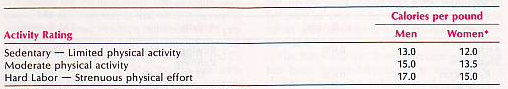 Calories per pound
Activity Rating Men Women*
Sedentary — Limited physical activity 13.0 12.0
Moderate physical activity 15.0 13.5
Hard Labor — Strenuous physical effort 17.0 15.0